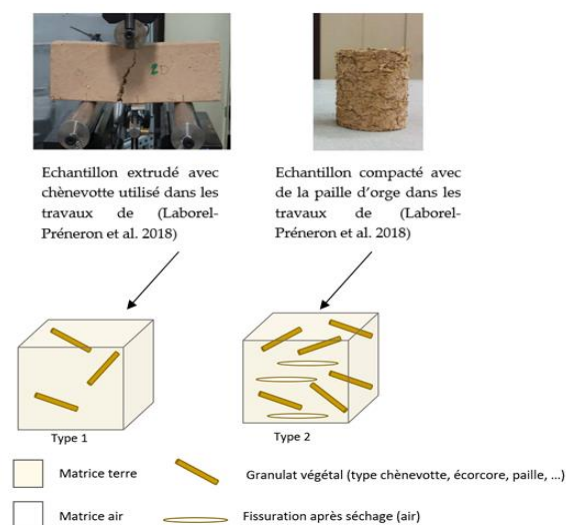 Echantillon extrudé avec
chènevotte utilisé dans les
travaux de (Laborel-
Préneron et al. 2018)
Echantillon compacté avec
de la paille d'orge dans les
travaux de (Laborel-
Préneron et al. 2018)
Type 1
Type 2
Matrice terre
Granulat végétal (type chènevotte, écorcore, paille, ...)
Matrice air
Fissuration après séchage (air)